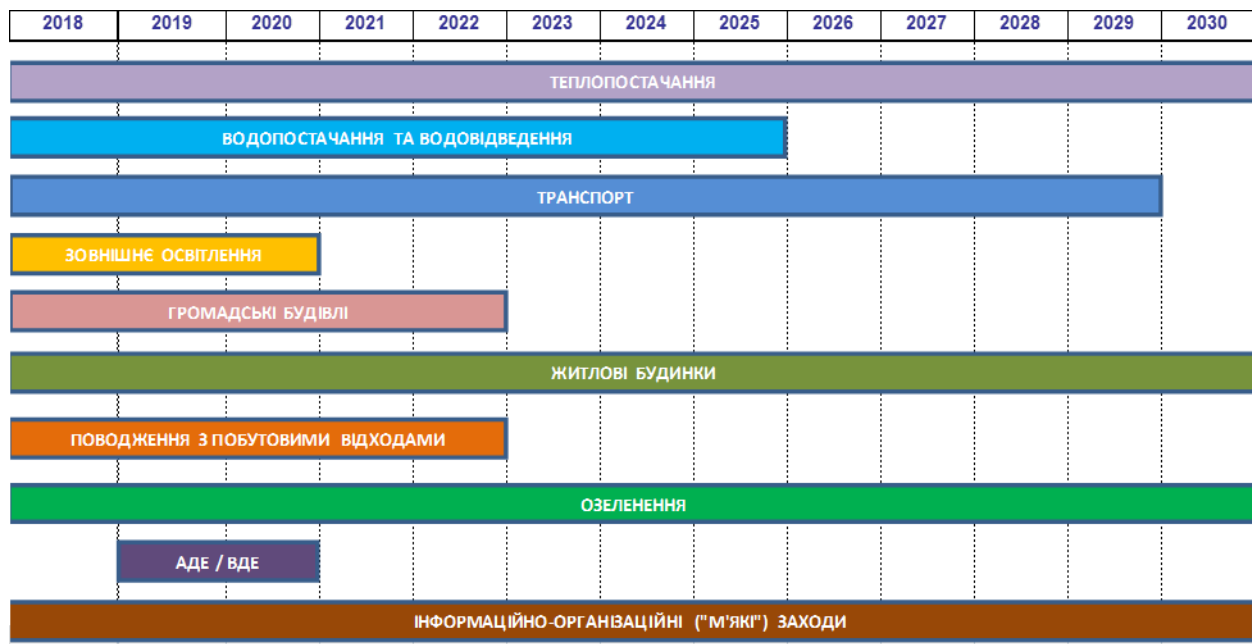 2018 2019 2020 2021 2022 2023 2024 2025 2026 2027 2028 2029 2030
ТЕПЛОПОСТАЧАННЯ
ВОДОПОСТАЧАННЯ ТА ВОДОВІДВЕДЕННЯ
ТРАНСПОРТ
ЗОВНІШНЄ ОСВІТЛЕННЯ
ГРОМАДСЬКІ БУДІВЛІ
ЖИТЛОВІ БУДИНКИ
ПОВОДЖЕННЯ З ПОБУТОВИМИ ВІДХОДАМИ
ОЗЕЛЕНЕННЯ
АДЕ / ВДЕ
ІНФОРМАЦІЙНО-ОРГАНІЗАЦІЙНІ ("М'ЯКІ") ЗАХОДИ